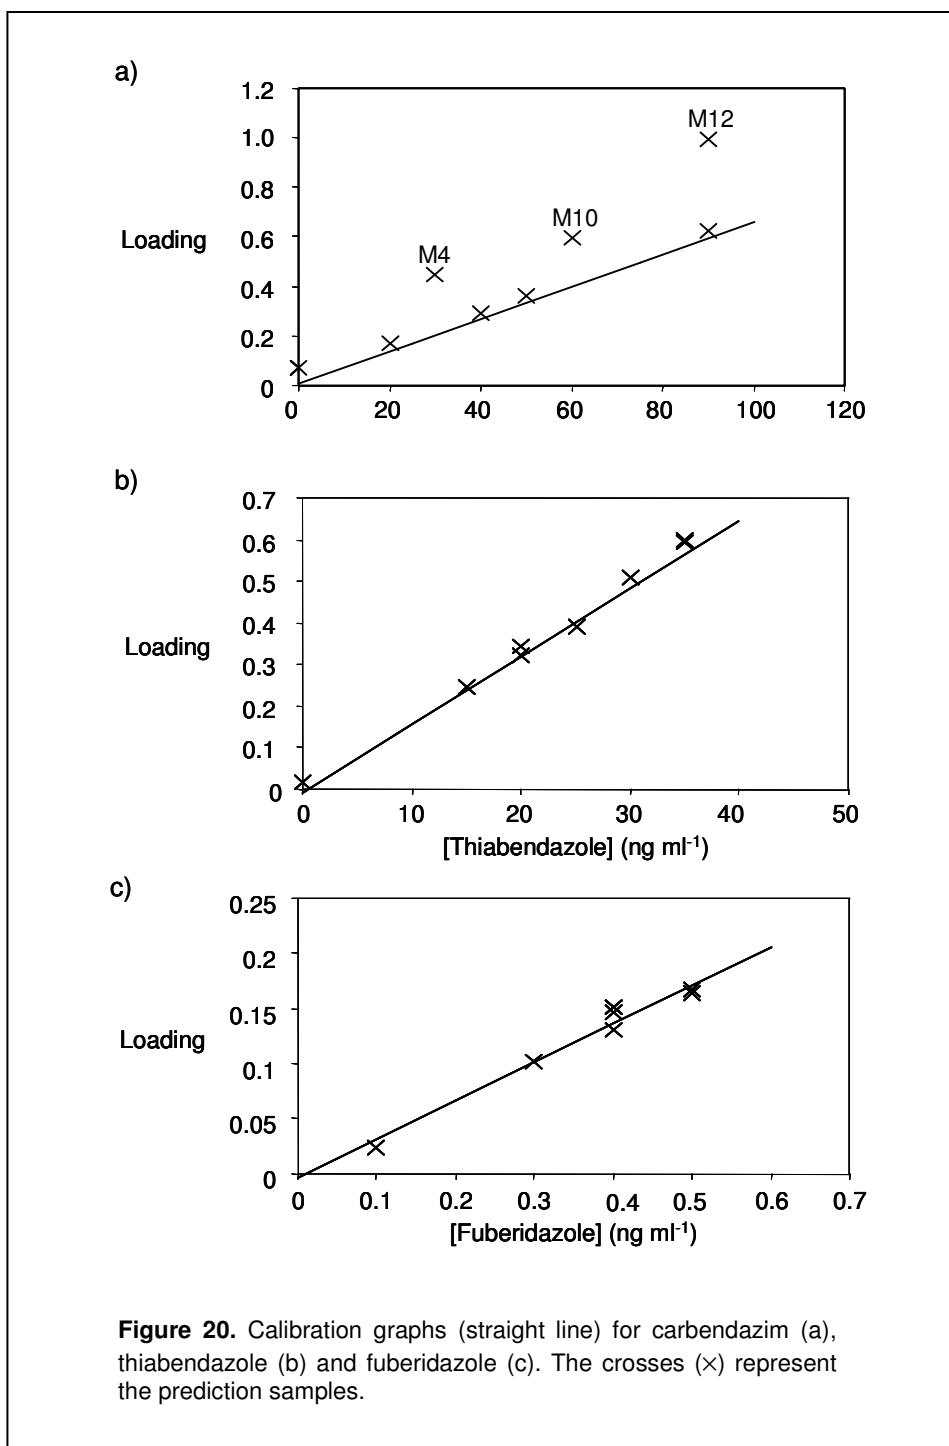 a)
1.2
M12
1.0
0.8
M10
Loading
0.6
M4
0.4
0.2
0
0 20 40 60 80 100 120
b)
0.7
0.6
0.5
0.4
Loading
0.3
0.2
0.1
0
0 10 20 30 40 50
[Thiabendazole] (ng ml-1)
c)
0.25
0.2
0.15
Loading
0.1
0.05
0
0 0.1 0.2 0.3 0.4 0.5 0.6 0.7
[Fuberidazole] (ng ml-1)
Figure 20. Calibration graphs (straight line) for carbendazim (a),
thiabendazole (b) and fuberidazole (c). The crosses (×) represent
the prediction samples.